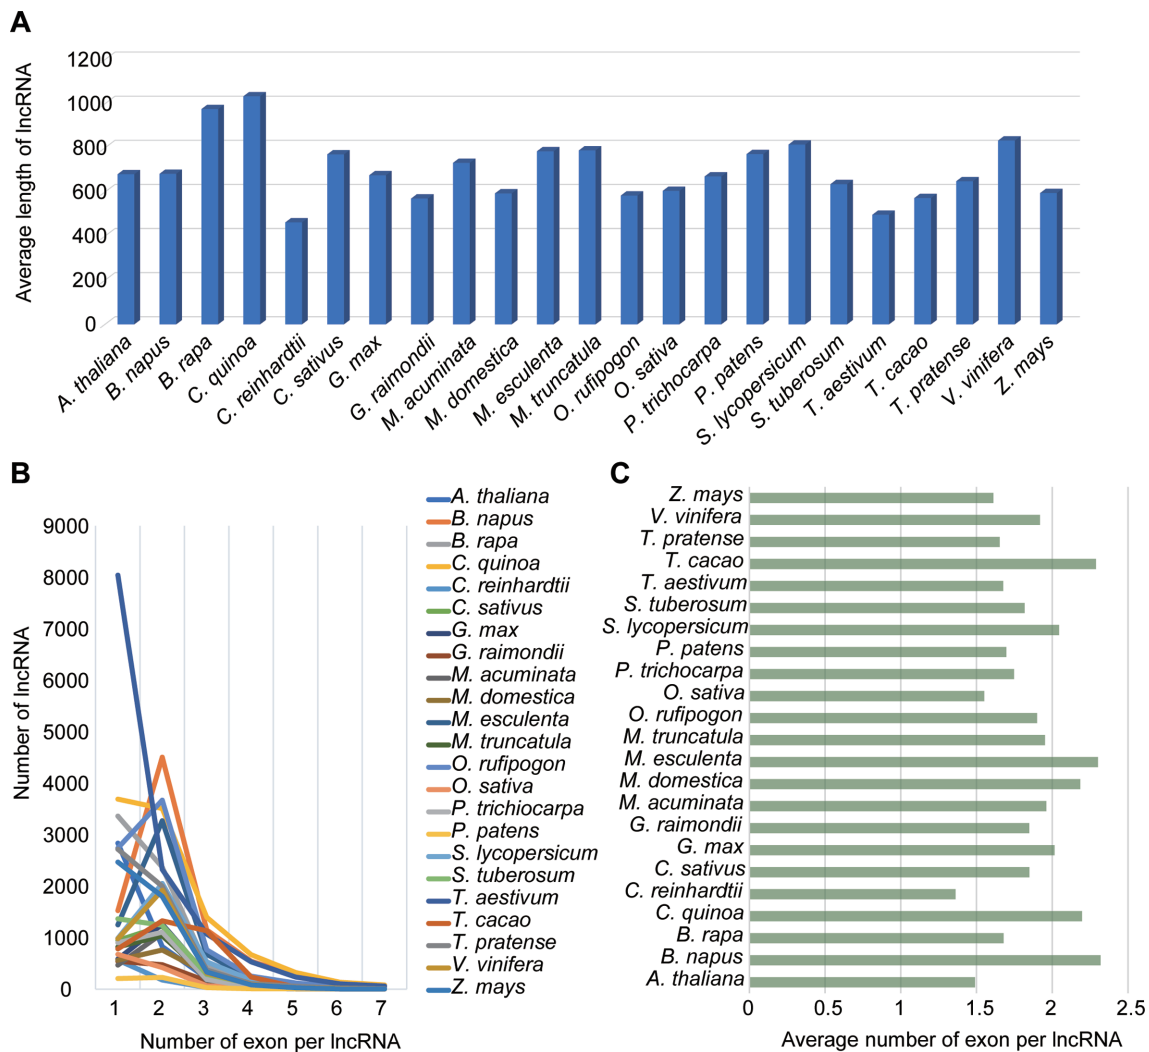 A
Average length of lncRNA
1200
1000
800
600
400
200
0
A. thaliana
B. napus
B. rapa
C. quinoa
C. reinhardtii
C. sativus
G. max
G. raimondii
M. acuminata
M. domestica
M. esculenta
M. truncatula
O. rufipogon
O. sativa
P. trichocarpa
P. patens
S. lycopersicum
S. tuberosum
T. aestivum
T. cacao
T. pratense
V. vinifera
Z. mays
B
Number of lncRNA
9000
8000
7000
6000
5000
4000
3000
2000
1000
0
1 2 3 4 5 6 7
Number of exon per lncRNA
A. thaliana
B. napus
B. rapa
C. quinoa
C. reinhardtii
C. sativus
G. max
G. raimondii
M. acuminata
M. domestica
M. esculenta
M. truncatula
O. rufipogon
O. sativa
P. trichiocarpa
P. patens
S. lycopersicum
S. tuberosum
T. aestivum
T. cacao
T. pratense
V. vinifera
Z. mays
C
Z. mays
V. vinifera
T. pratense
T. cacao
T. aestivum
S. tuberosum
S. lycopersicum
P. patens
P. trichocarpa
O. sativa
O. rufipogon
M. truncatula
M. esculenta
M. domestica
M. acuminata
G. raimondii
G. max
C. sativus
C. reinhardtii
C. quinoa
B. rapa
B. napus
A. thaliana
0 0.5 1 1.5 2 2.5
Average number of exon per lncRNA